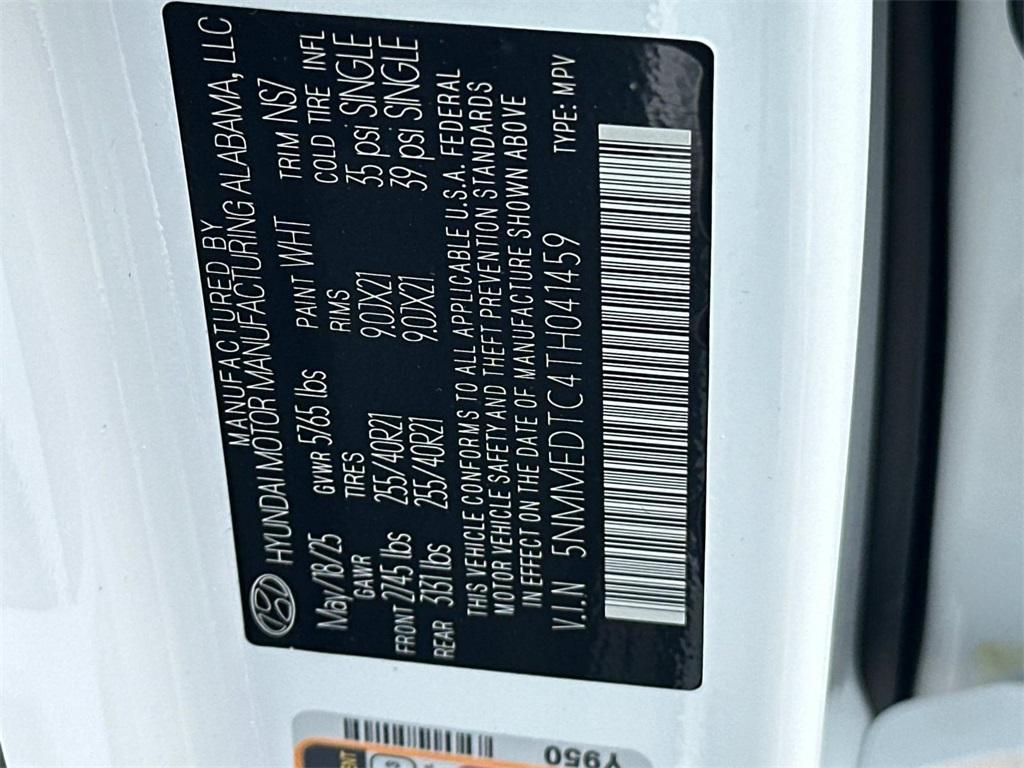 MANUFACTURED BY
HYUNDAI MOTOR MANUFACTURING ALABAMA, LLC
May/18/25 GVWR 5765 lbs PAINT WHT TRIM NS7
GAWR TIRES RIMS COLD TIRE INFL
FRONT 2745 lbs 255/40R21 9.0JX21 35 psi SINGLE
REAR 3131 lbs 255/40R21 9.0JX21 39 psi SINGLE
THIS VEHICLE CONFORMS TO ALL APPLICABLE U.S.A. FEDERAL
MOTOR VEHICLE SAFETY AND THEFT PREVENTION STANDARDS
IN EFFECT ON THE DATE OF MANUFACTURE SHOWN ABOVE
V.I.N 5NMMEDTC4TH041459 TYPE: MPV
Y950